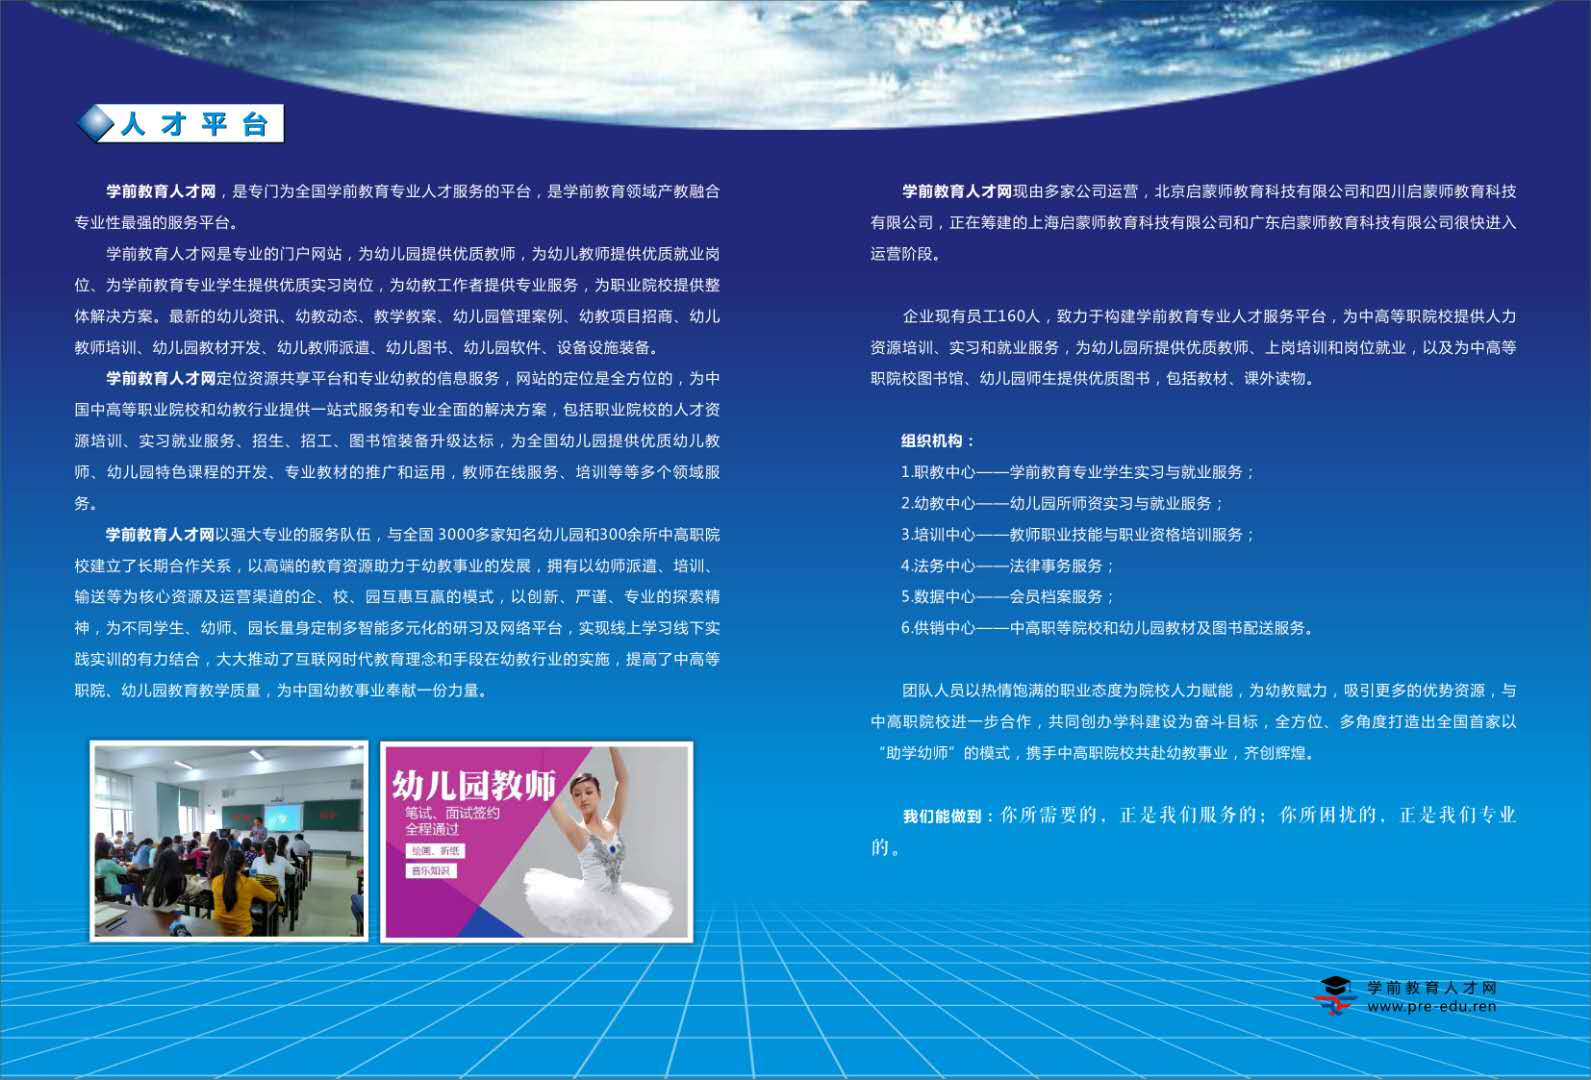 人才平台
学前教育人才网，是专门为全国学前教育专业人才服务的平台，是学前教育领域产教融合
专业性最强的服务平台。
学前教育人才网是专业的门户网站，为幼儿园提供优质教师，为幼儿教师提供优质就业岗
位、为学前教育专业学生提供优质实习岗位，为幼教工作者提供专业服务，为职业院校提供整
体解决方案。最新的幼儿资讯、幼教动态、教学教案、幼儿园管理案例、幼教项目招商、幼儿
教师培训、幼儿园教材开发、幼儿教师派遣、幼儿图书、幼儿园软件、设备设施装备。
学前教育人才网定位资源共享平台和专业幼教的信息服务，网站的定位是全方位的，为中
国中高等职业院校和幼教行业提供一站式服务和专业全面的解决方案，包括职业院校的人才资
源培训、实习就业服务、招生、招工、图书馆装备升级达标，为全国幼儿园提供优质幼儿教
师、幼儿园特色课程的开发、专业教材的推广和运用，教师在线服务、培训等等多个领域服
务。
学前教育人才网以强大专业的服务队伍，与全国 3000多家知名幼儿园和300余所中高职院
校建立了长期合作关系，以高端的教育资源助力于幼教事业的发展，拥有以幼师派遣、培训、
输送等为核心资源及运营渠道的企、校、园互惠互赢的模式，以创新、严谨、专业的探索精
神，为不同学生、幼师、园长量身定制多智能多元化的研习及网络平台，实现线上学习线下实
践实训的有力结合，大大推动了互联网时代教育理念和手段在幼教行业的实施，提高了中高等
职院、幼儿园教育教学质量，为中国幼教事业奉献一份力量。
幼儿园教师
笔试、面试签约
全程通过
绘画、折纸
音乐知识
学前教育人才网现由多家公司运营，北京启蒙师教育科技有限公司和四川启蒙师教育科技
有限公司，正在筹建的上海启蒙师教育科技有限公司和广东启蒙师教育科技有限公司很快进入
运营阶段。
企业现有员工160人，致力于构建学前教育专业人才服务平台，为中高等职院校提供人力
资源培训、实习和就业服务，为幼儿园所提供优质教师、上岗培训和岗位就业，以及为中高等
职院校图书馆、幼儿园师生提供优质图书，包括教材、课外读物。
组织机构：
1.职教中心——学前教育专业学生实习与就业服务；
2.幼教中心——幼儿园所师资实习与就业服务；
3.培训中心——教师职业技能与职业资格培训服务；
4.法务中心——法律事务服务；
5.数据中心——会员档案服务；
6.供销中心——中高职等院校和幼儿园教材及图书配送服务。
团队人员以热情饱满的职业态度为院校人力赋能，为幼教赋力，吸引更多的优势资源，与
中高职院校进一步合作，共同创办学科建设为奋斗目标，全方位、多角度打造出全国首家以
“助学幼师”的模式，携手中高职院校共赴幼教事业，齐创辉煌。
我们能做到：你所需要的，正是我们服务的；你所困扰的，正是我们专业
的。
学前教育人才网
www.pre-edu.ren